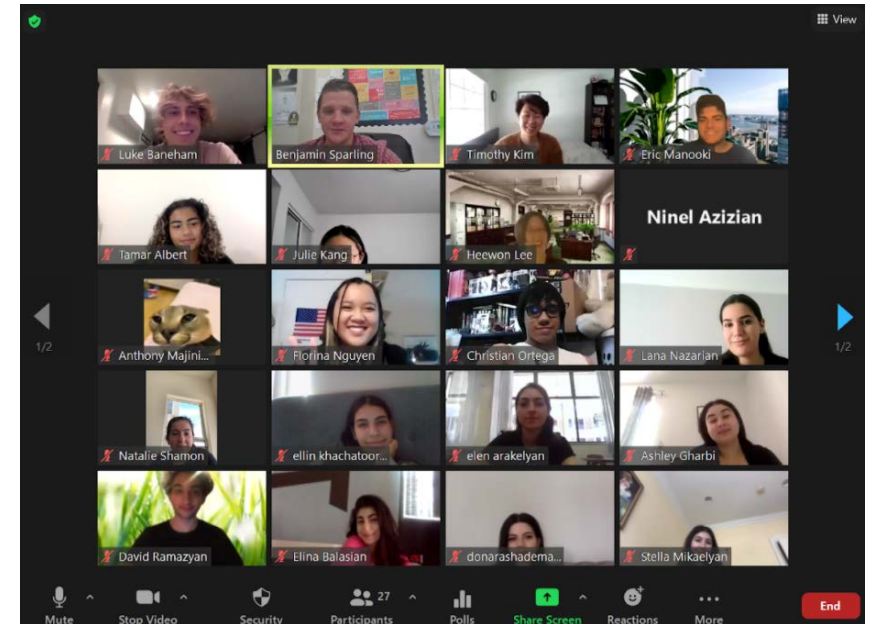 View
Luke Baneham
Benjamin Sparling
Timothy Kim
Eric Manooki
Tamar Albert
Julie Kang
Heewon Lee
Ninel Azizian
Anthony Majini...
Florina Nguyen
Christian Ortega
Lana Nazarian
1/2
1/2
Natalie Shamon
ellin khachatoor...
elen arakelyan
Ashley Gharbi
David Ramazyan
Elina Balasian
donarashadema...
Stella Mikaelyan
27
Mute
Stop Video
Security
Participants
Polls
Share Screen
Reactions
More
End